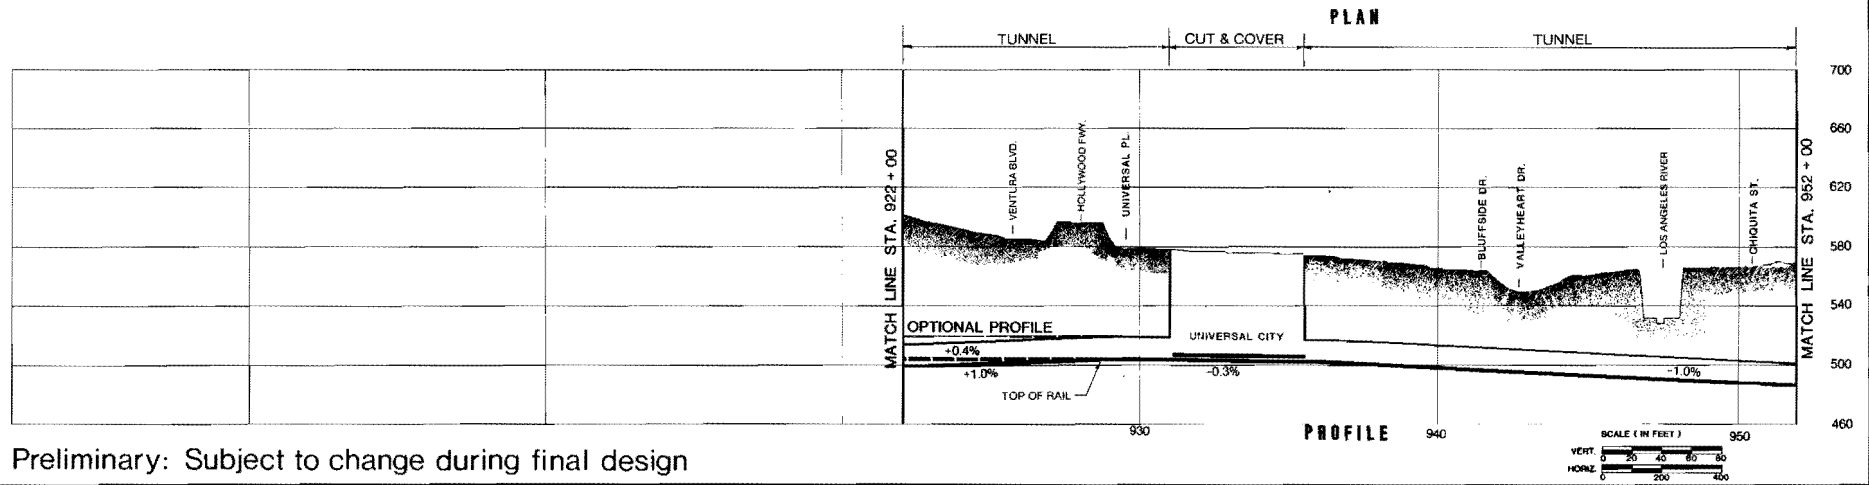 PLAN
TUNNEL
CUT & COVER
TUNNEL
700
660
620
580
540
500
460
MATCH LINE STA. 922 + 00
VENTURA BLVD.
HOLLYWOOD FWY.
UNIVERSAL PL.
BLUFFSIDE DR.
VALLEYHEART DR.
LOS ANGELES RIVER
CHIQUITA ST.
MATCH LINE STA. 952 + 00
OPTIONAL PROFILE
UNIVERSAL CITY
+0.4%
+1.0%
-0.3%
-1.0%
TOP OF RAIL
930
PROFILE
940
950
SCALE ( IN FEET )
VERT.
0 20 40 60 80
HORIZ.
0 200 400
Preliminary: Subject to change during final design